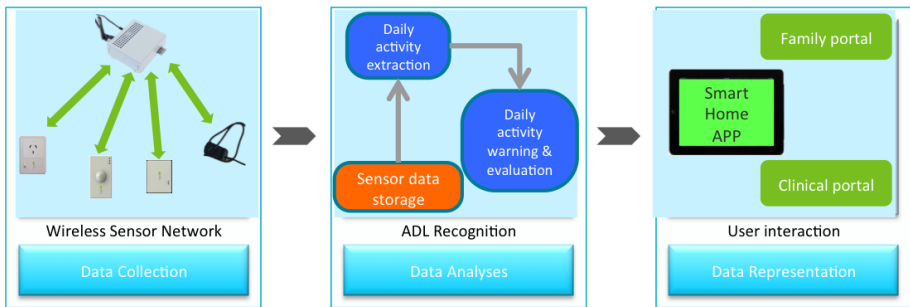 Daily
activity
extraction
Daily
activity
warning &
evaluation
Sensor data
storage
Family portal
Smart
Home
APP
Clinical portal
Wireless Sensor Network
ADL Recognition
User interaction
Data Collection
Data Analyses
Data Representation